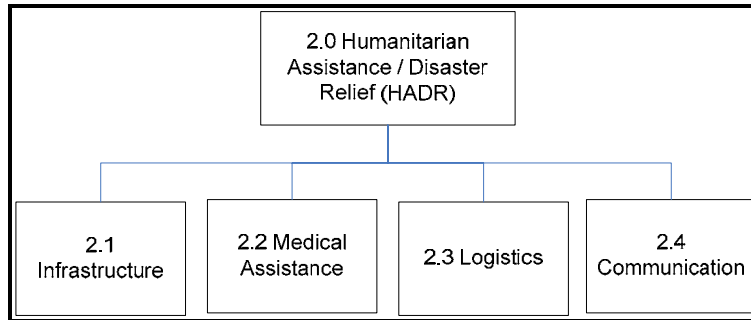 2.0 Humanitarian
Assistance / Disaster
Relief (HADR)
2.1
Infrastructure
2.2 Medical
Assistance
2.3 Logistics
2.4
Communication